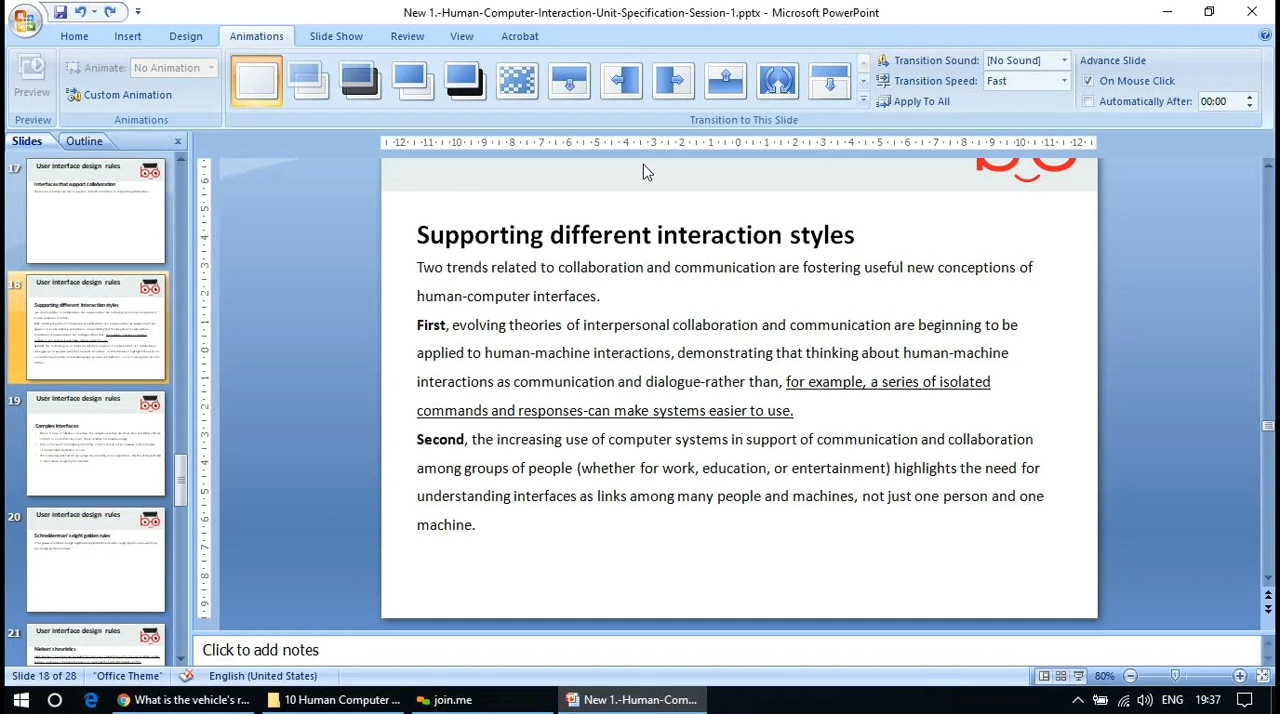 New 1.-Human-Computer-Interaction-Unit-Specification-Session-1.pptx - Microsoft PowerPoint
Home Insert Design Animations Slide Show Review View Acrobat
Preview
Animate: No Animation
Custom Animation
Transition Sound: [No Sound]
Transition Speed: Fast
Apply To All
Advance Slide
On Mouse Click
Automatically After: 00:00
Preview Animations Transition to This Slide
Slides Outline
17
User interface design rules
Interfaces that support collaboration
18
User interface design rules
Supporting different interaction styles
19
User interface design rules
Complex interfaces
20
User interface design rules
Schneiderman's eight golden rules
21
User interface design rules
Nielsen's heuristics
Supporting different interaction styles
Two trends related to collaboration and communication are fostering useful new conceptions of
human-computer interfaces.
First, evolving theories of interpersonal collaboration and communication are beginning to be
applied to human-machine interactions, demonstrating that thinking about human-machine
interactions as communication and dialogue-rather than, for example, a series of isolated
commands and responses-can make systems easier to use.
Second, the increasing use of computer systems to support communication and collaboration
among groups of people (whether for work, education, or entertainment) highlights the need for
understanding interfaces as links among many people and machines, not just one person and one
machine.
Click to add notes
Slide 18 of 28 "Office Theme" English (United States) 80%
What is the vehicle's r... 10 Human Computer ... join.me New 1.-Human-Com... ENG 19:37